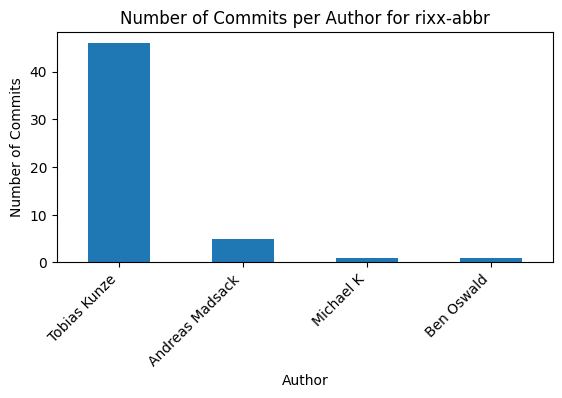 Number of Commits per Author for rixx-abbr
Number of Commits
40
30
20
10
0
Tobias Kunze
Andreas Madsack
Michael K
Ben Oswald
Author